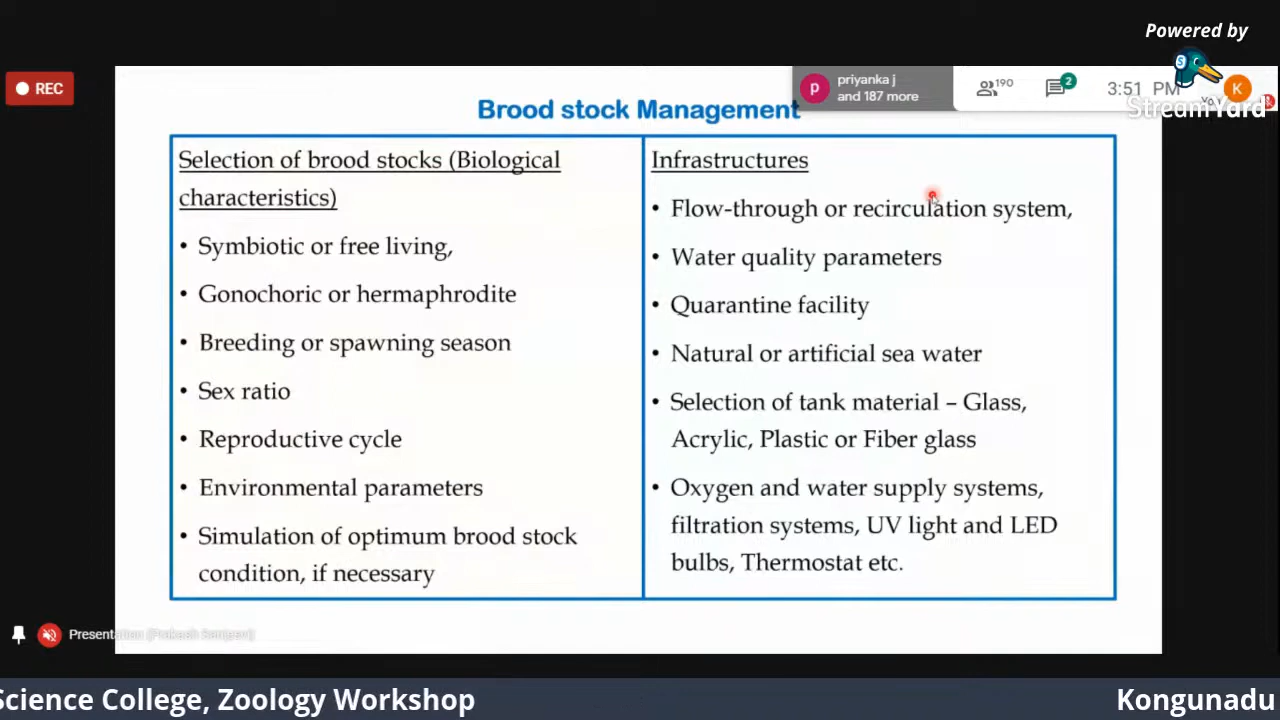 Powered by
REC
priyanka j
and 187 more
190
2
3:51 PM
K
p
S
StreamYard
Brood stock Management
Selection of brood stocks (Biological
characteristics)
• Symbiotic or free living,
• Gonochoric or hermaphrodite
• Breeding or spawning season
• Sex ratio
• Reproductive cycle
• Environmental parameters
• Simulation of optimum brood stock
condition, if necessary
Infrastructures
• Flow-through or recirculation system,
• Water quality parameters
• Quarantine facility
• Natural or artificial sea water
• Selection of tank material – Glass,
Acrylic, Plastic or Fiber glass
• Oxygen and water supply systems,
filtration systems, UV light and LED
bulbs, Thermostat etc.
Presentation (Prakash Sanjeevi)
Science College, Zoology Workshop
Kongunadu